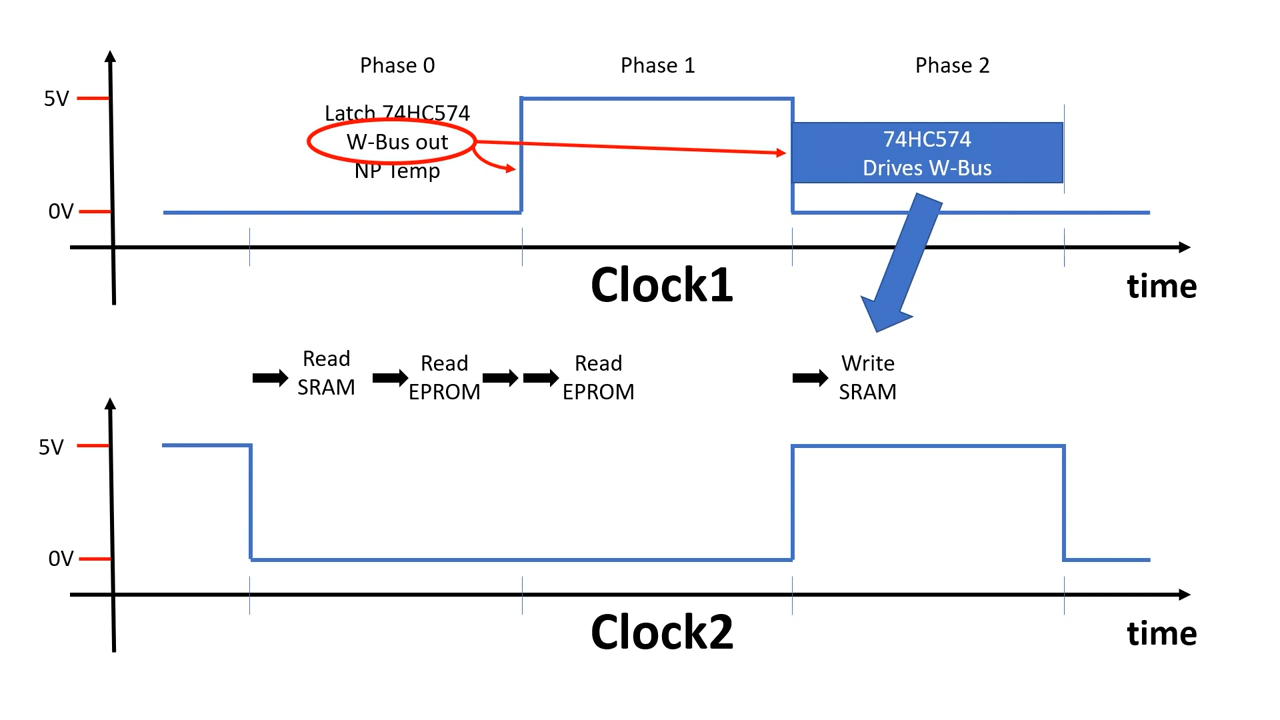 Phase 0
Phase 1
Phase 2
5V
Latch 74HC574
W-Bus out
NP Temp
74HC574
Drives W-Bus
0V
Clock1
time
Read
SRAM
Read
EPROM
Read
EPROM
Write
SRAM
5V
0V
Clock2
time